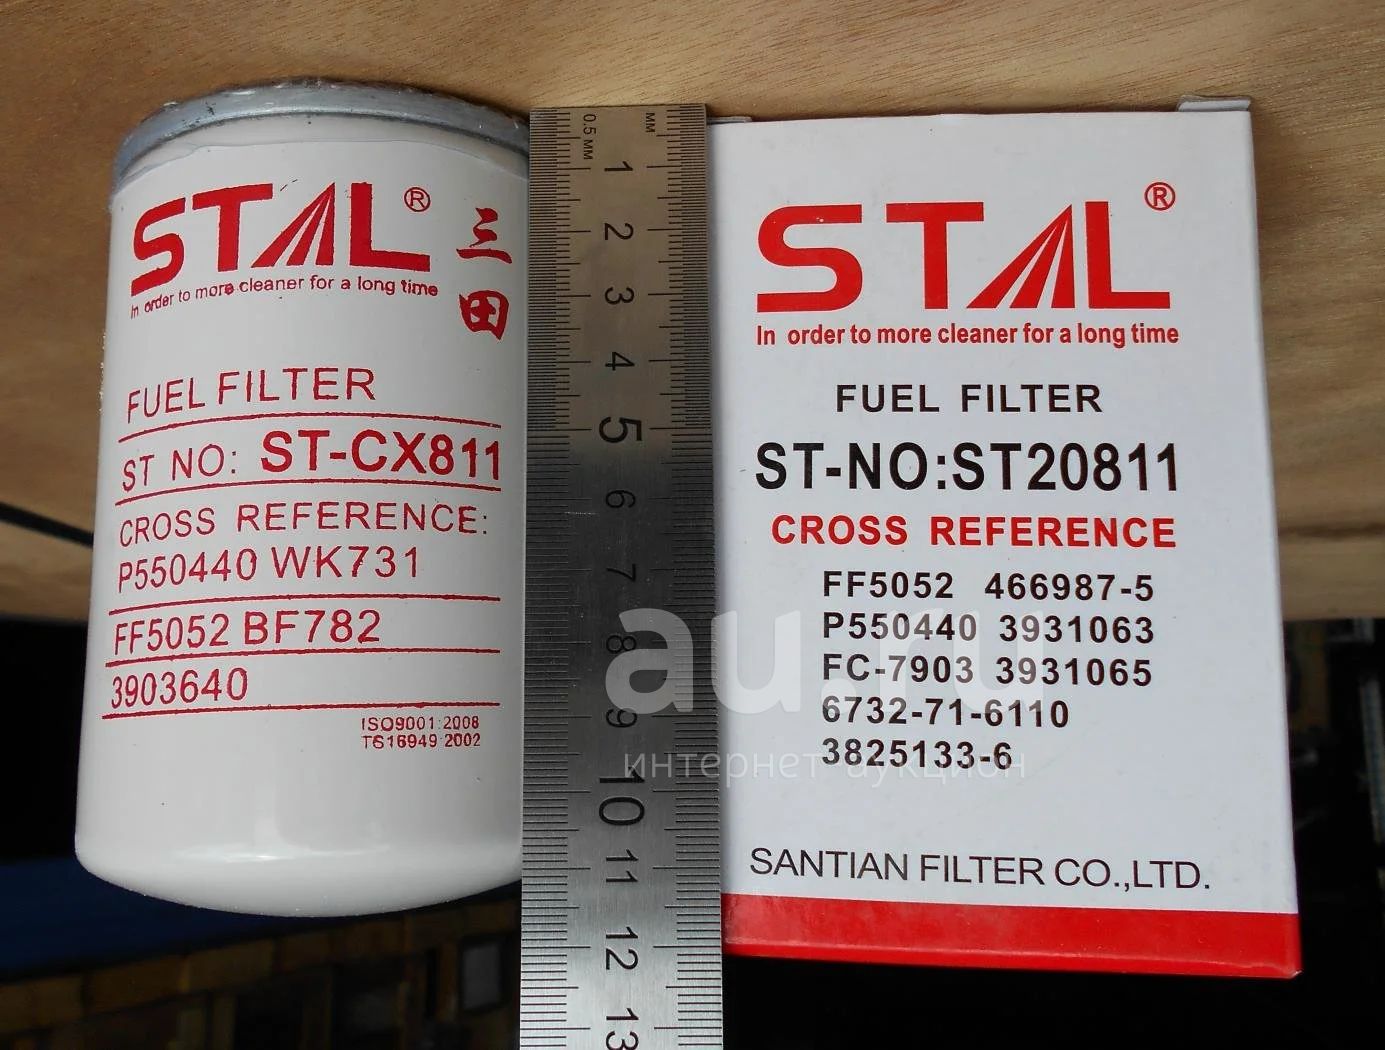 STAL®
In order to more cleaner for a long time
三田
FUEL FILTER
ST NO: ST-CX811
CROSS REFERENCE:
P550440 WK731
FF5052 BF782
3903640
ISO9001:2008
TS16949:2002
0.5 MM
MM
1
2
3
4
5
6
7
8
9
10
11
12
13
STAL®
In order to more cleaner for a long time
FUEL FILTER
ST-NO:ST20811
CROSS REFERENCE
FF5052 466987-5
P550440 3931063
FC-7903 3931065
6732-71-6110
3825133-6
SANTIAN FILTER CO.,LTD.
au.ru
интернет аукцион